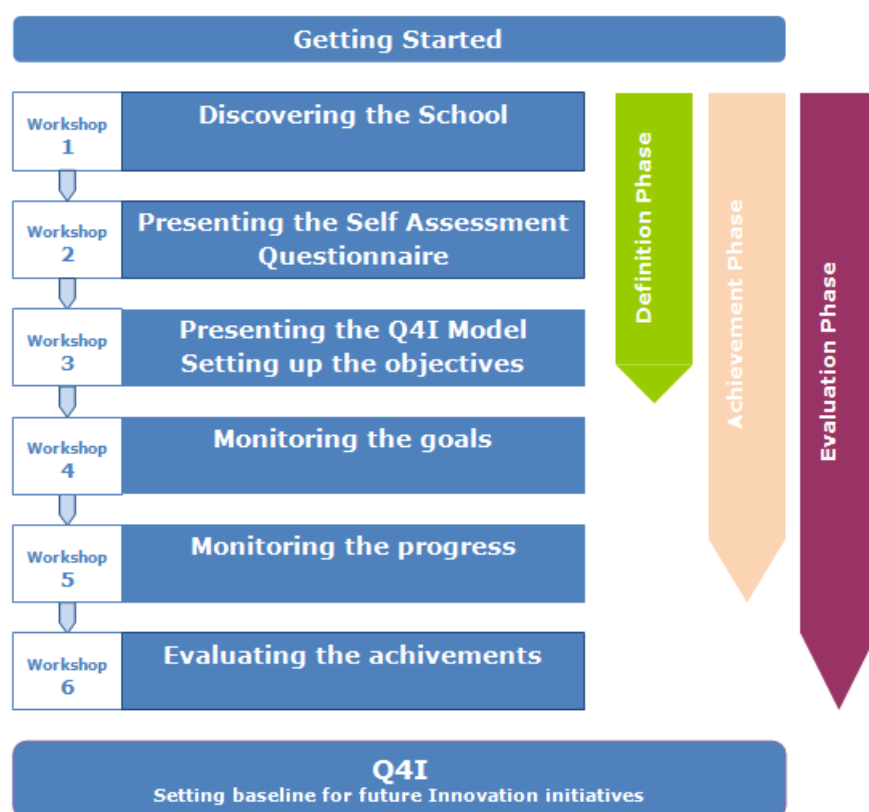 Getting Started
Workshop
1
Discovering the School
Workshop
2
Presenting the Self Assessment
Questionnaire
Workshop
3
Presenting the Q4I Model
Setting up the objectives
Workshop
4
Monitoring the goals
Workshop
5
Monitoring the progress
Workshop
6
Evaluating the achivements
Definition Phase
Achievement Phase
Evaluation Phase
Q4I
Setting baseline for future Innovation initiatives